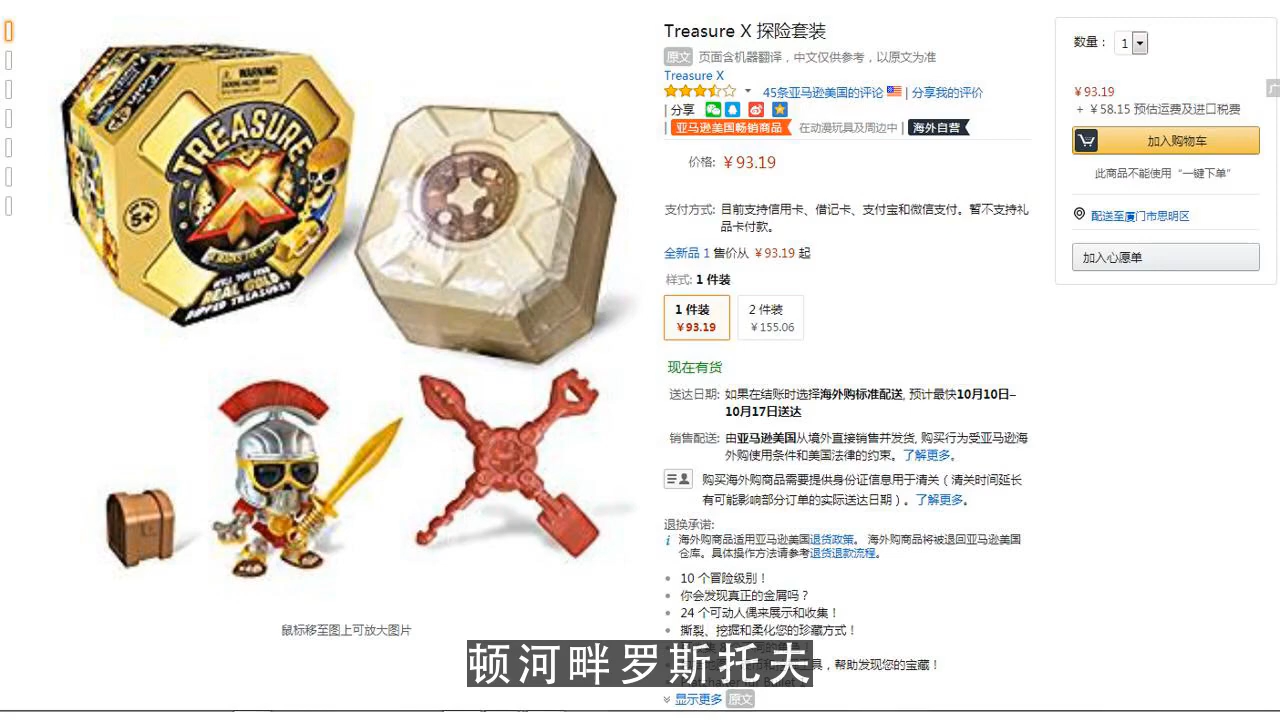 WARNING:
TREASURE
X
5+
WILL YOU FIND
REAL GOLD
DIPPED TREASURE?
鼠标移至图上可放大图片
Treasure X 探险套装
原文 页面含机器翻译，中文仅供参考，以原文为准
Treasure X
45条亚马逊美国的评论 | 分享我的评价
| 分享
| 亚马逊美国畅销商品 在动漫玩具及周边中 | 海外自营
价格: ￥93.19
支付方式: 目前支持信用卡、借记卡、支付宝和微信支付。暂不支持礼
品卡付款。
全新品 1 售价从 ￥93.19 起
样式: 1 件装
1 件装 2 件装
￥93.19 ￥155.06
现在有货
送达日期: 如果在结账时选择海外购标准配送, 预计最快10月10日–
10月17日送达
销售配送: 由亚马逊美国从境外直接销售并发货, 购买行为受亚马逊海
外购使用条件和美国法律的约束。了解更多。
购买海外购商品需要提供身份证信息用于清关（清关时间延长
有可能影响部分订单的实际送达日期）。了解更多。
退换承诺:
i 海外购商品适用亚马逊美国退货政策。 海外购商品将被退回亚马逊美国
仓库。具体操作方法请参考退货退款流程。
10 个冒险级别！
你会发现真正的金屑吗？
24 个可动人偶来展示和收集！
撕裂、挖掘和柔化您的珍藏方式！
具，帮助发现您的宝藏！
显示更多 原文
数量： 1
￥93.19
+ ￥58.15 预估运费及进口税费
加入购物车
此商品不能使用 “一键下单”
配送至厦门市思明区
加入心愿单
顿河畔罗斯托夫